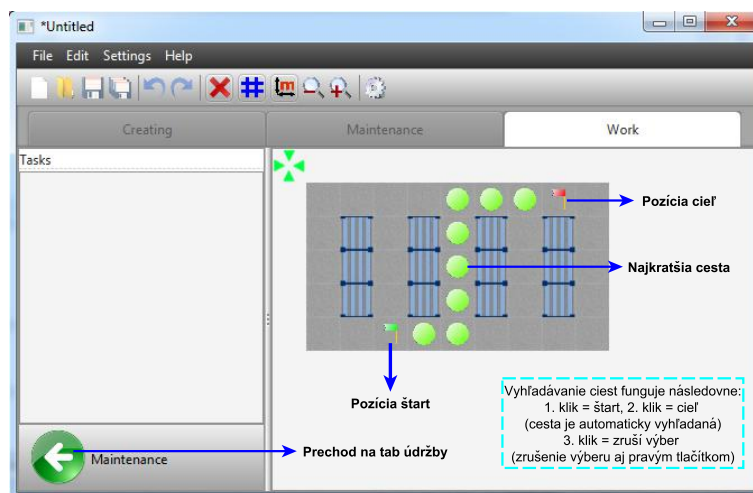 *Untitled
File Edit Settings Help
Creating
Maintenance
Work
Tasks
Pozícia cieľ
Najkratšia cesta
Pozícia štart
Vyhľadávanie ciest funguje následovne:
1. klik = štart, 2. klik = cieľ
(cesta je automaticky vyhľadaná)
3. klik = zruší výber
(zrušenie výberu aj pravým tlačítkom)
Prechod na tab údržby
Maintenance